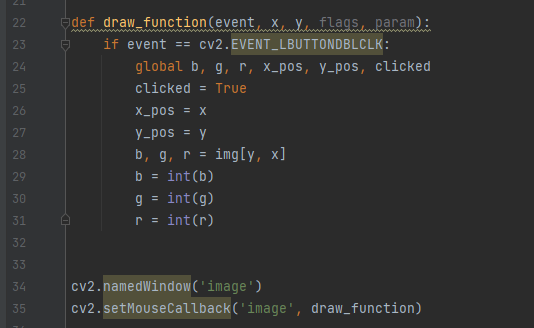 21
22 def draw_function(event, x, y, flags, param):
23     if event == cv2.EVENT_LBUTTONDBLCLK:
24         global b, g, r, x_pos, y_pos, clicked
25         clicked = True
26         x_pos = x
27         y_pos = y
28         b, g, r = img[y, x]
29         b = int(b)
30         g = int(g)
31         r = int(r)
32
33
34 cv2.namedWindow('image')
35 cv2.setMouseCallback('image', draw_function)